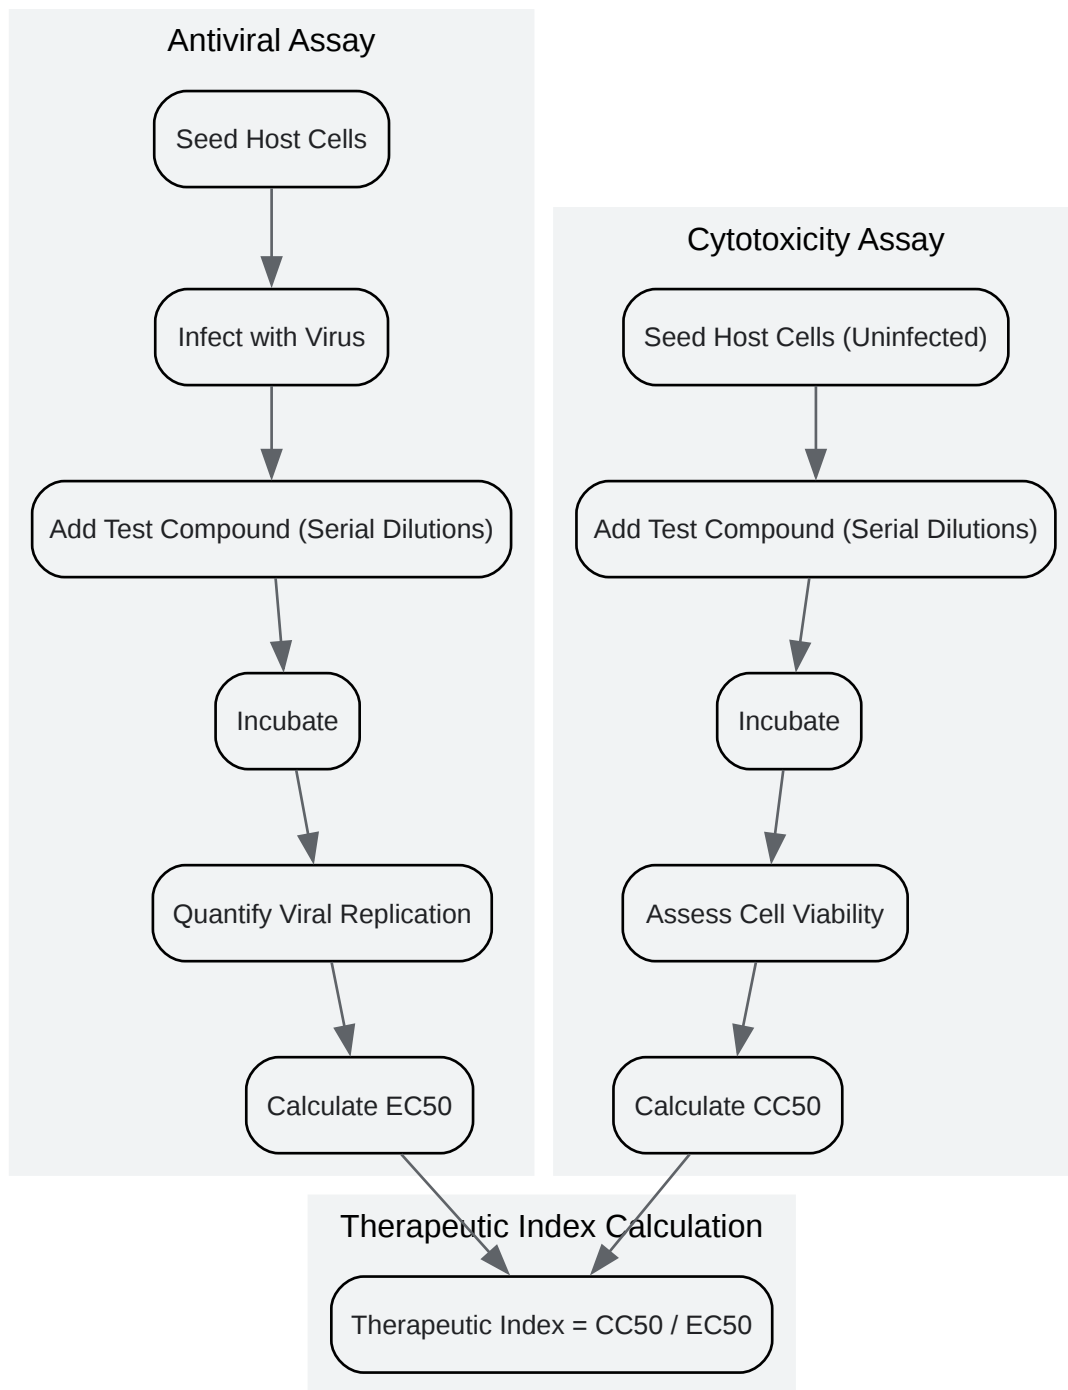 Antiviral Assay
Seed Host Cells
Infect with Virus
Add Test Compound (Serial Dilutions)
Incubate
Quantify Viral Replication
Calculate EC50
Cytotoxicity Assay
Seed Host Cells (Uninfected)
Add Test Compound (Serial Dilutions)
Incubate
Assess Cell Viability
Calculate CC50
Therapeutic Index Calculation
Therapeutic Index = CC50 / EC50